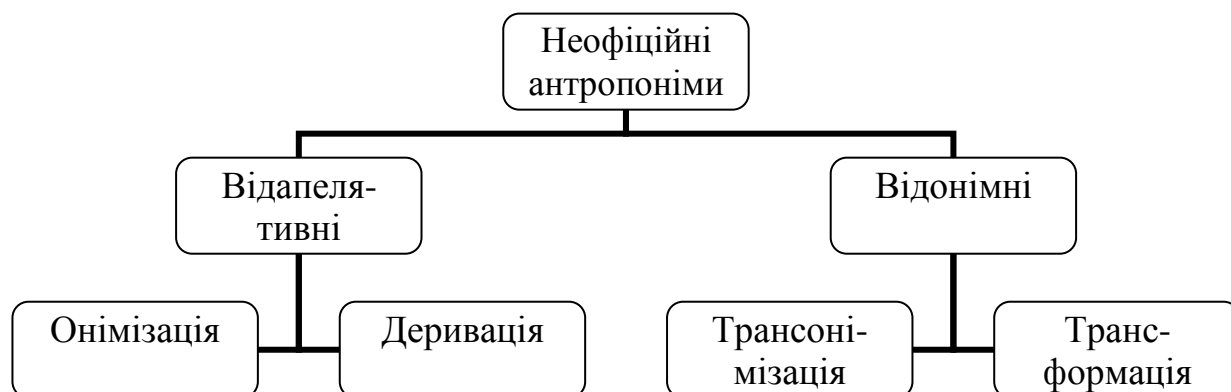 Неофіційні
антропоніми
Відапеля-
тивні
Відонімні
Онімізація
Деривація
Трансоні-
мізація
Транс-
формація